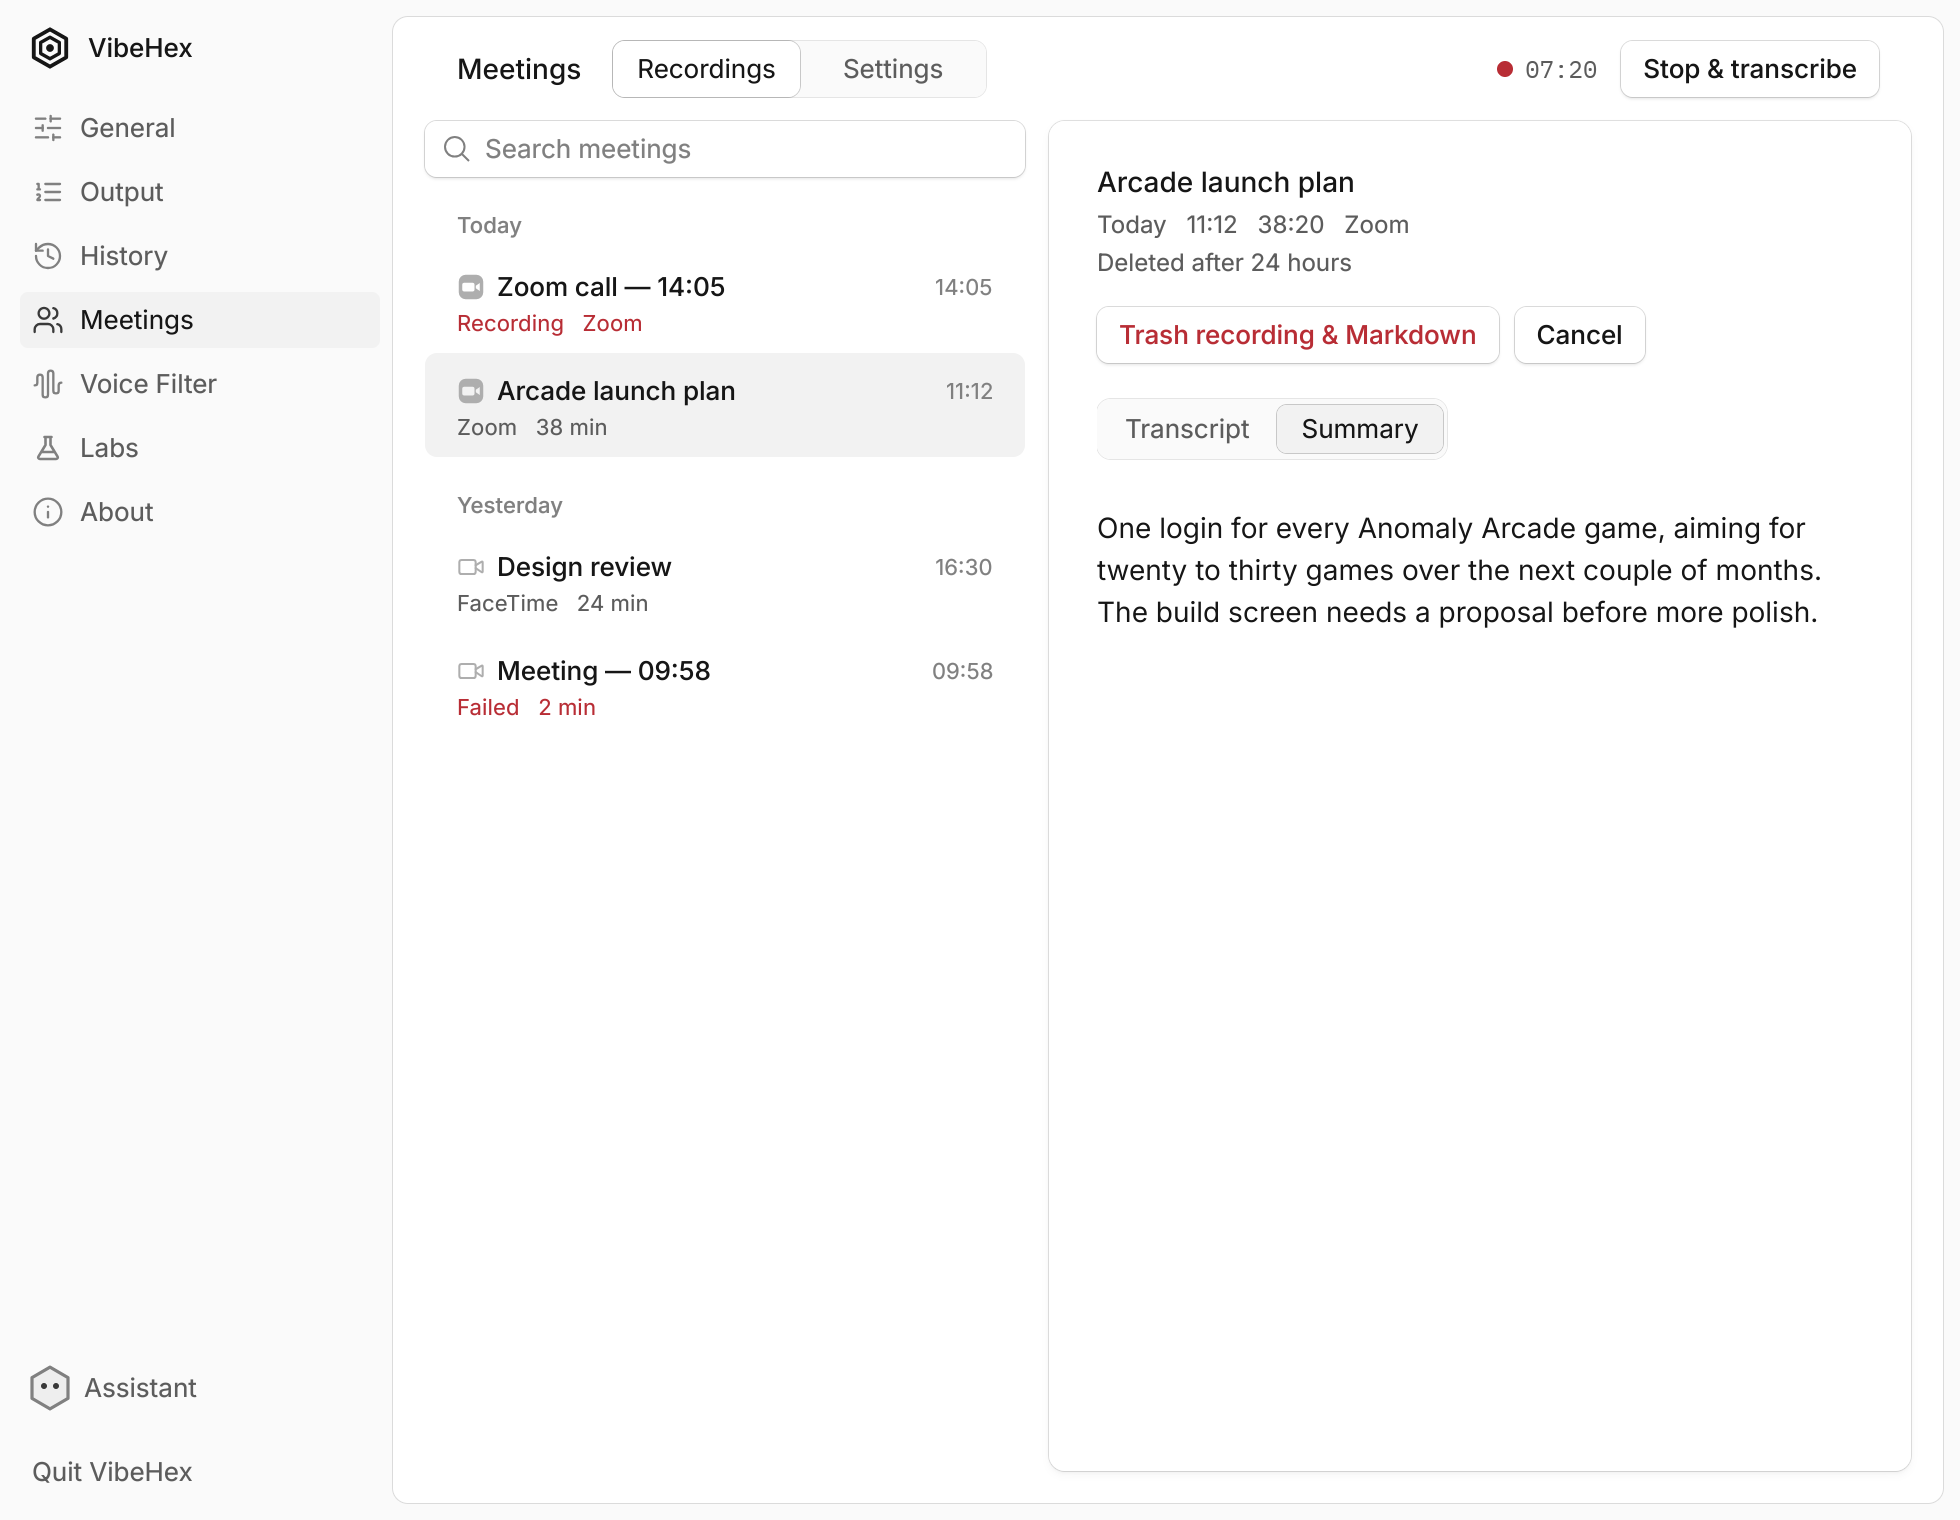 VibeHex
General
Output
History
Meetings
Voice Filter
Labs
About
Assistant
Quit VibeHex
Meetings
Recordings
Settings
07:20
Stop & transcribe
Search meetings
Today
Zoom call — 14:05
14:05
Recording Zoom
Arcade launch plan
11:12
Zoom 38 min
Yesterday
Design review
16:30
FaceTime 24 min
Meeting — 09:58
09:58
Failed 2 min
Arcade launch plan
Today 11:12 38:20 Zoom
Deleted after 24 hours
Trash recording & Markdown
Cancel
Transcript
Summary
One login for every Anomaly Arcade game, aiming for
twenty to thirty games over the next couple of months.
The build screen needs a proposal before more polish.